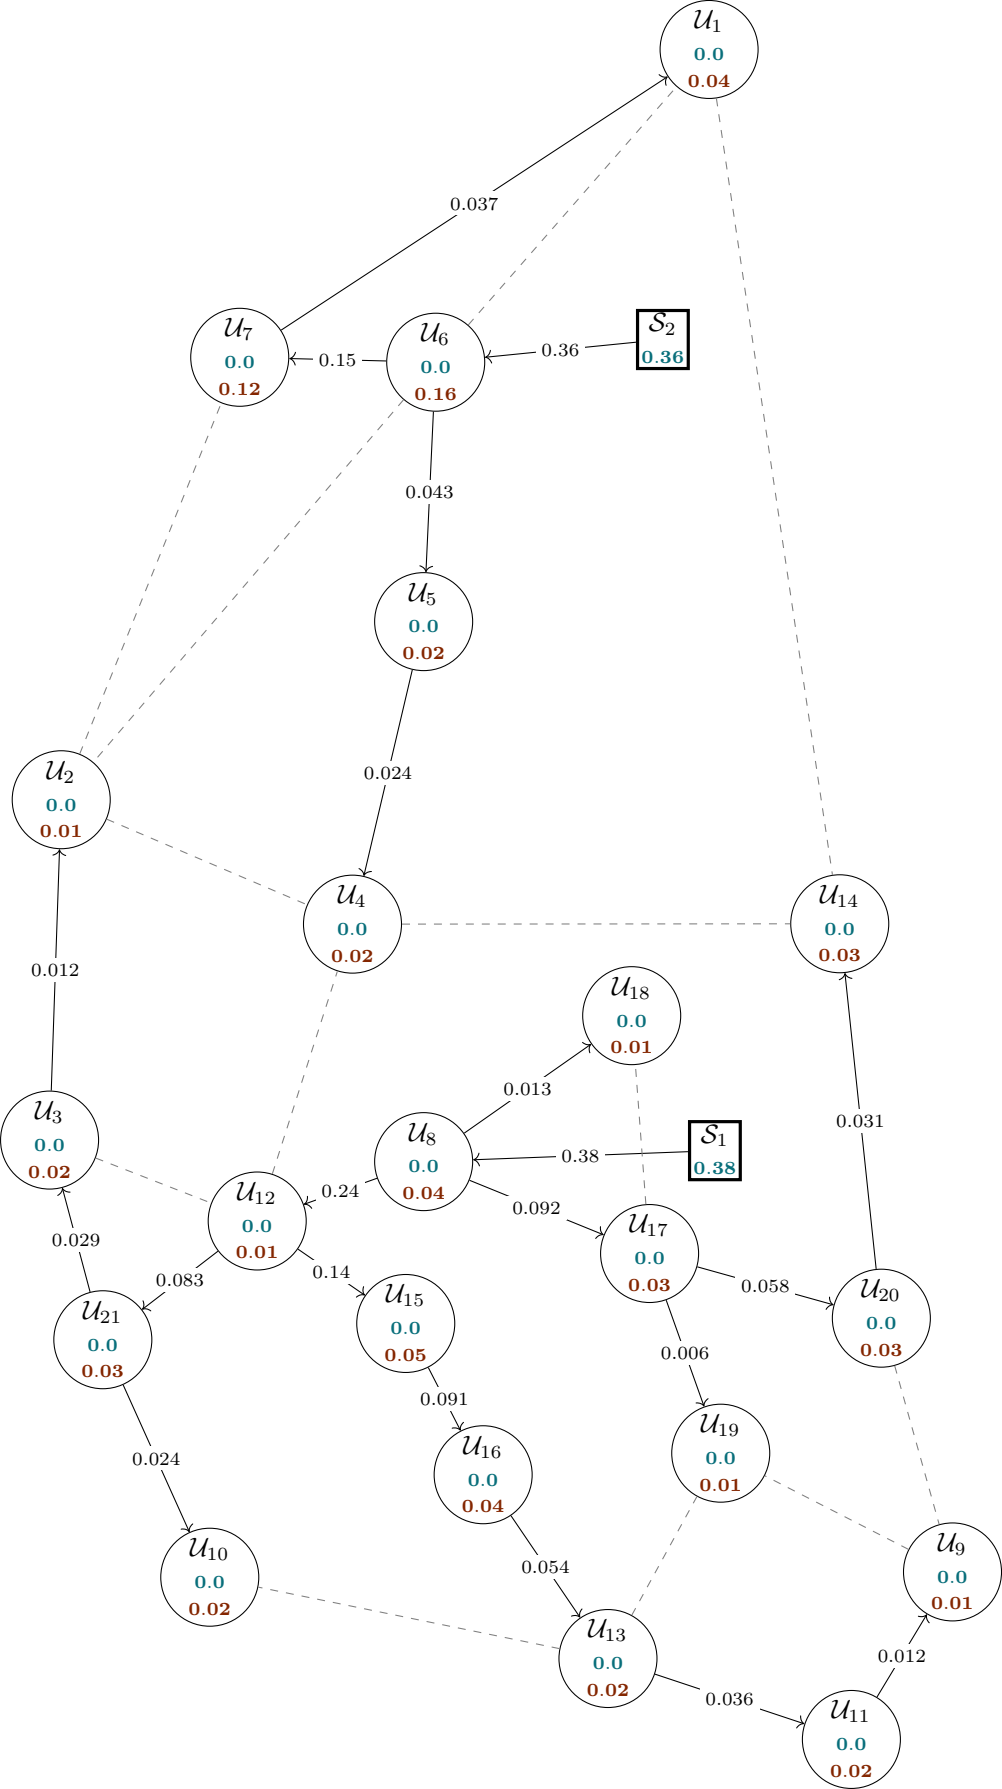 𝒰₁
0.0
0.04
0.037
𝒰₇
0.0
0.12
0.15
𝒰₆
0.0
0.16
0.36
𝒮₂
0.36
0.043
𝒰₅
0.0
0.02
0.024
𝒰₂
0.0
0.01
𝒰₄
0.0
0.02
𝒰₁₄
0.0
0.03
0.012
𝒰₁₈
0.0
0.01
0.013
0.031
𝒰₃
0.0
0.02
𝒰₈
0.0
0.04
0.38
𝒮₁
0.38
𝒰₁₂
0.0
0.01
0.24
0.092
0.029
𝒰₁₇
0.0
0.03
0.083
0.14
0.058
𝒰₂₁
0.0
0.03
𝒰₁₅
0.0
0.05
𝒰₂₀
0.0
0.03
0.006
0.091
0.024
𝒰₁₆
0.0
0.04
𝒰₁₉
0.0
0.01
𝒰₁₀
0.0
0.02
0.054
𝒰₉
0.0
0.01
𝒰₁₃
0.0
0.02
0.012
0.036
𝒰₁₁
0.0
0.02